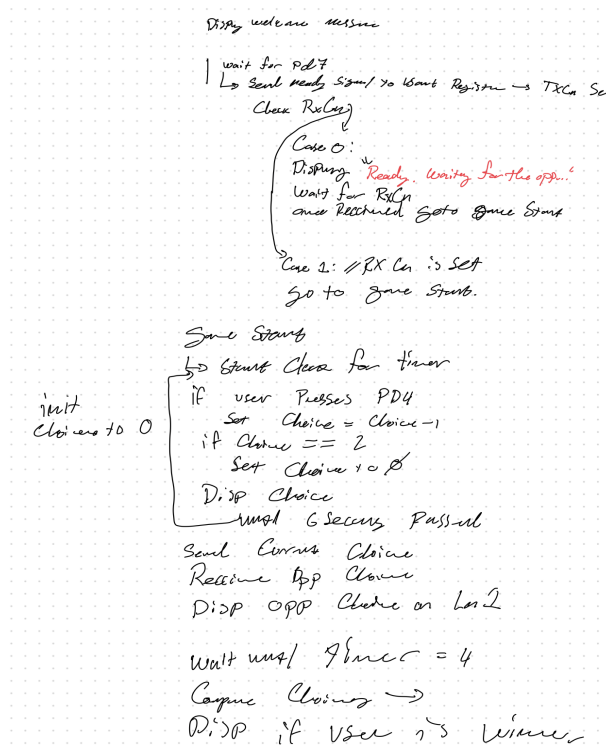 Display welcome message
wait for pd7
↳ Send ready Signal to Usart Register → TXCn Se
Check RxCn
Case 0:
Display "Ready. Waiting for the opp.."
wait for RxCn
once Received goto game Start
Case 1: // RX Cn is Set
go to game Start.
Game Start
↳ Start Clock for timer
if user Presses PD4
Set Choice = Choice -1
if Choice == 2
Set Choice to 0
Disp Choice
until 6 Seconds Passed
init
Choice to 0
Send Current Choice
Receive Opp Choice
Disp Opp Choice on Ln 2
wait until Timer = 4
Compare Choices →
Disp if User is winner